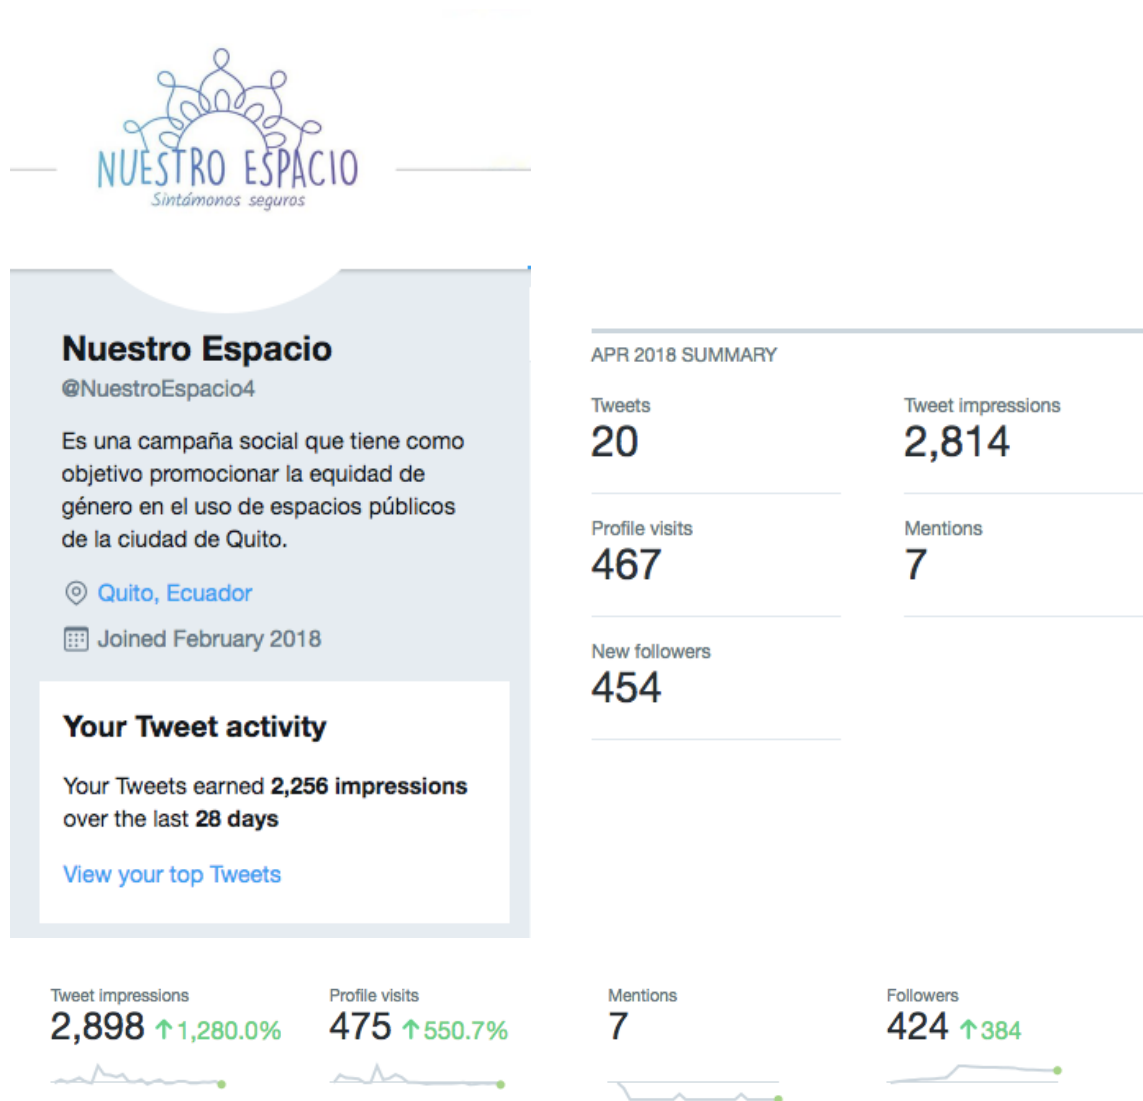 NUESTRO ESPACIO
Sintámonos seguros
Nuestro Espacio
@NuestroEspacio4
Es una campaña social que tiene como
objetivo promocionar la equidad de
género en el uso de espacios públicos
de la ciudad de Quito.
Quito, Ecuador
Joined February 2018
Your Tweet activity
Your Tweets earned 2,256 impressions
over the last 28 days
View your top Tweets
APR 2018 SUMMARY
Tweets
20
Tweet impressions
2,814
Profile visits
467
Mentions
7
New followers
454
Tweet impressions
2,898 ↑1,280.0%
Profile visits
475 ↑550.7%
Mentions
7
Followers
424 ↑384